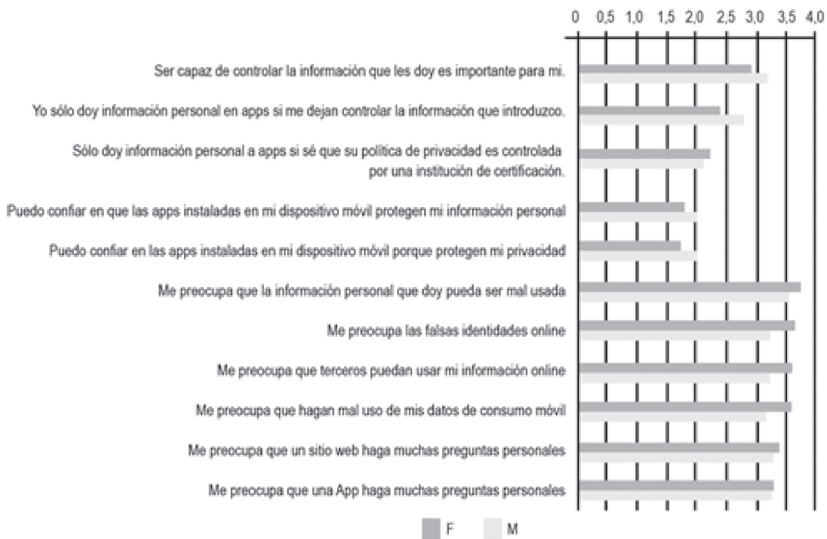 0 0,5 1,0 1,5 2,0 2,5 3,0 3,5 4,0
Ser capaz de controlar la información que les doy es importante para mi.
Yo sólo doy información personal en apps si me dejan controlar la información que introduzco.
Sólo doy información personal a apps si sé que su política de privacidad es controlada
por una institución de certificación.
Puedo confiar en que las apps instaladas en mi dispositivo móvil protegen mi información personal
Puedo confiar en las apps instaladas en mi dispositivo móvil porque protegen mi privacidad
Me preocupa que la información personal que doy pueda ser mal usada
Me preocupa las falsas identidades online
Me preocupa que terceros puedan usar mi información online
Me preocupa que hagan mal uso de mis datos de consumo móvil
Me preocupa que un sitio web haga muchas preguntas personales
Me preocupa que una App haga muchas preguntas personales
F M